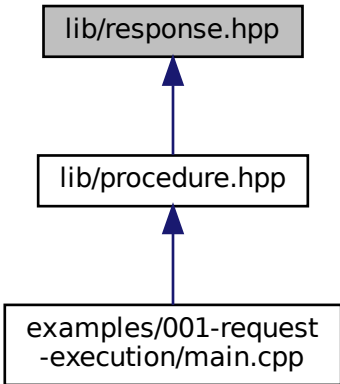 lib/response.hpp
lib/procedure.hpp
examples/001-request
-execution/main.cpp